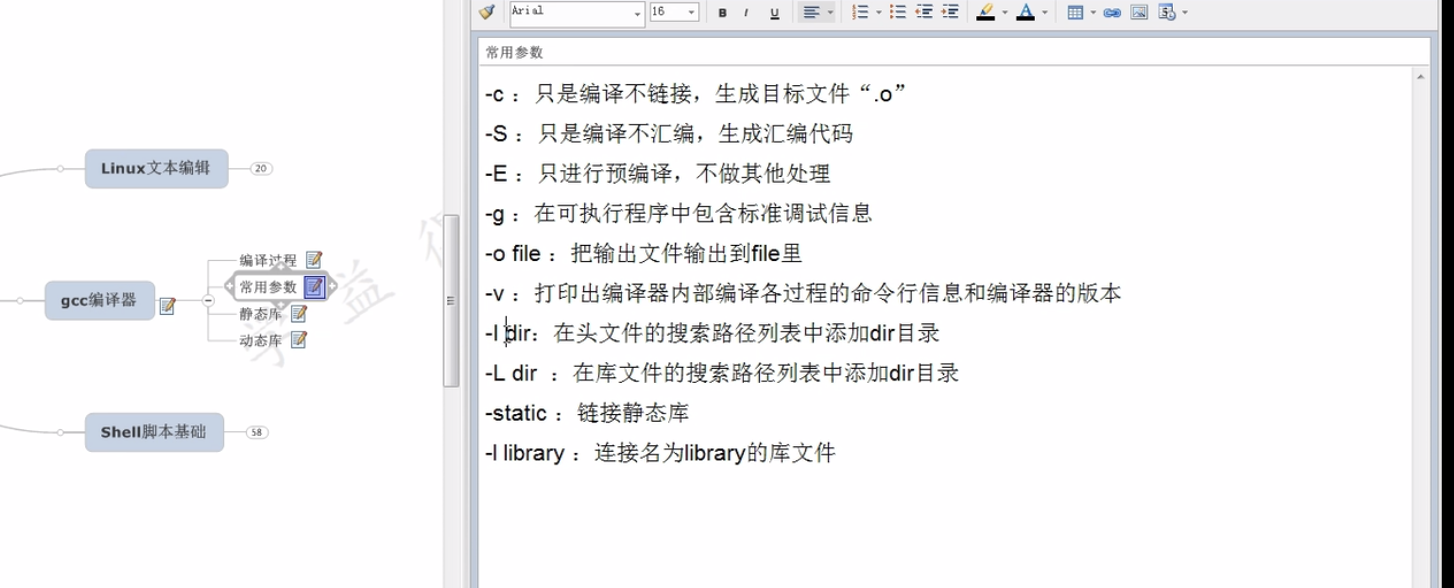 Arial
16
B
I
U
常用参数
-c ：只是编译不链接，生成目标文件“.o”
-S ：只是编译不汇编，生成汇编代码
-E ：只进行预编译，不做其他处理
-g ：在可执行程序中包含标准调试信息
-o file ：把输出文件输出到file里
-v ：打印出编译器内部编译各过程的命令行信息和编译器的版本
-I dir：在头文件的搜索路径列表中添加dir目录
-L dir ：在库文件的搜索路径列表中添加dir目录
-static ：链接静态库
-l library ：连接名为library的库文件
Linux文本编辑
20
gcc编译器
编译过程
常用参数
静态库
动态库
Shell脚本基础
58
学益得